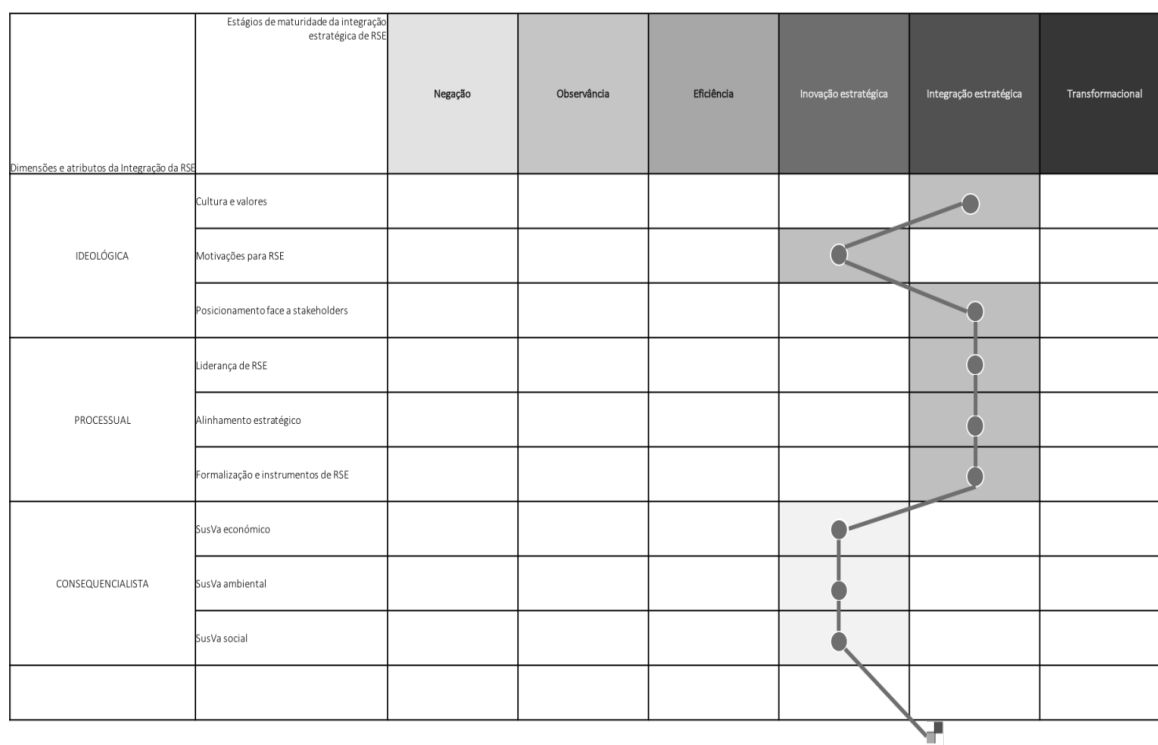 Estágios de maturidade da integração
estratégica de RSE
Dimensões e atributos da Integração da RSE
Negação
Observância
Eficiência
Inovação estratégica
Integração estratégica
Transformacional
IDEOLÓGICA
Cultura e valores
Motivações para RSE
Posicionamento face a stakeholders
PROCESSUAL
Liderança de RSE
Alinhamento estratégico
Formalização e instrumentos de RSE
CONSEQUENCIALISTA
SusVa económico
SusVa ambiental
SusVa social